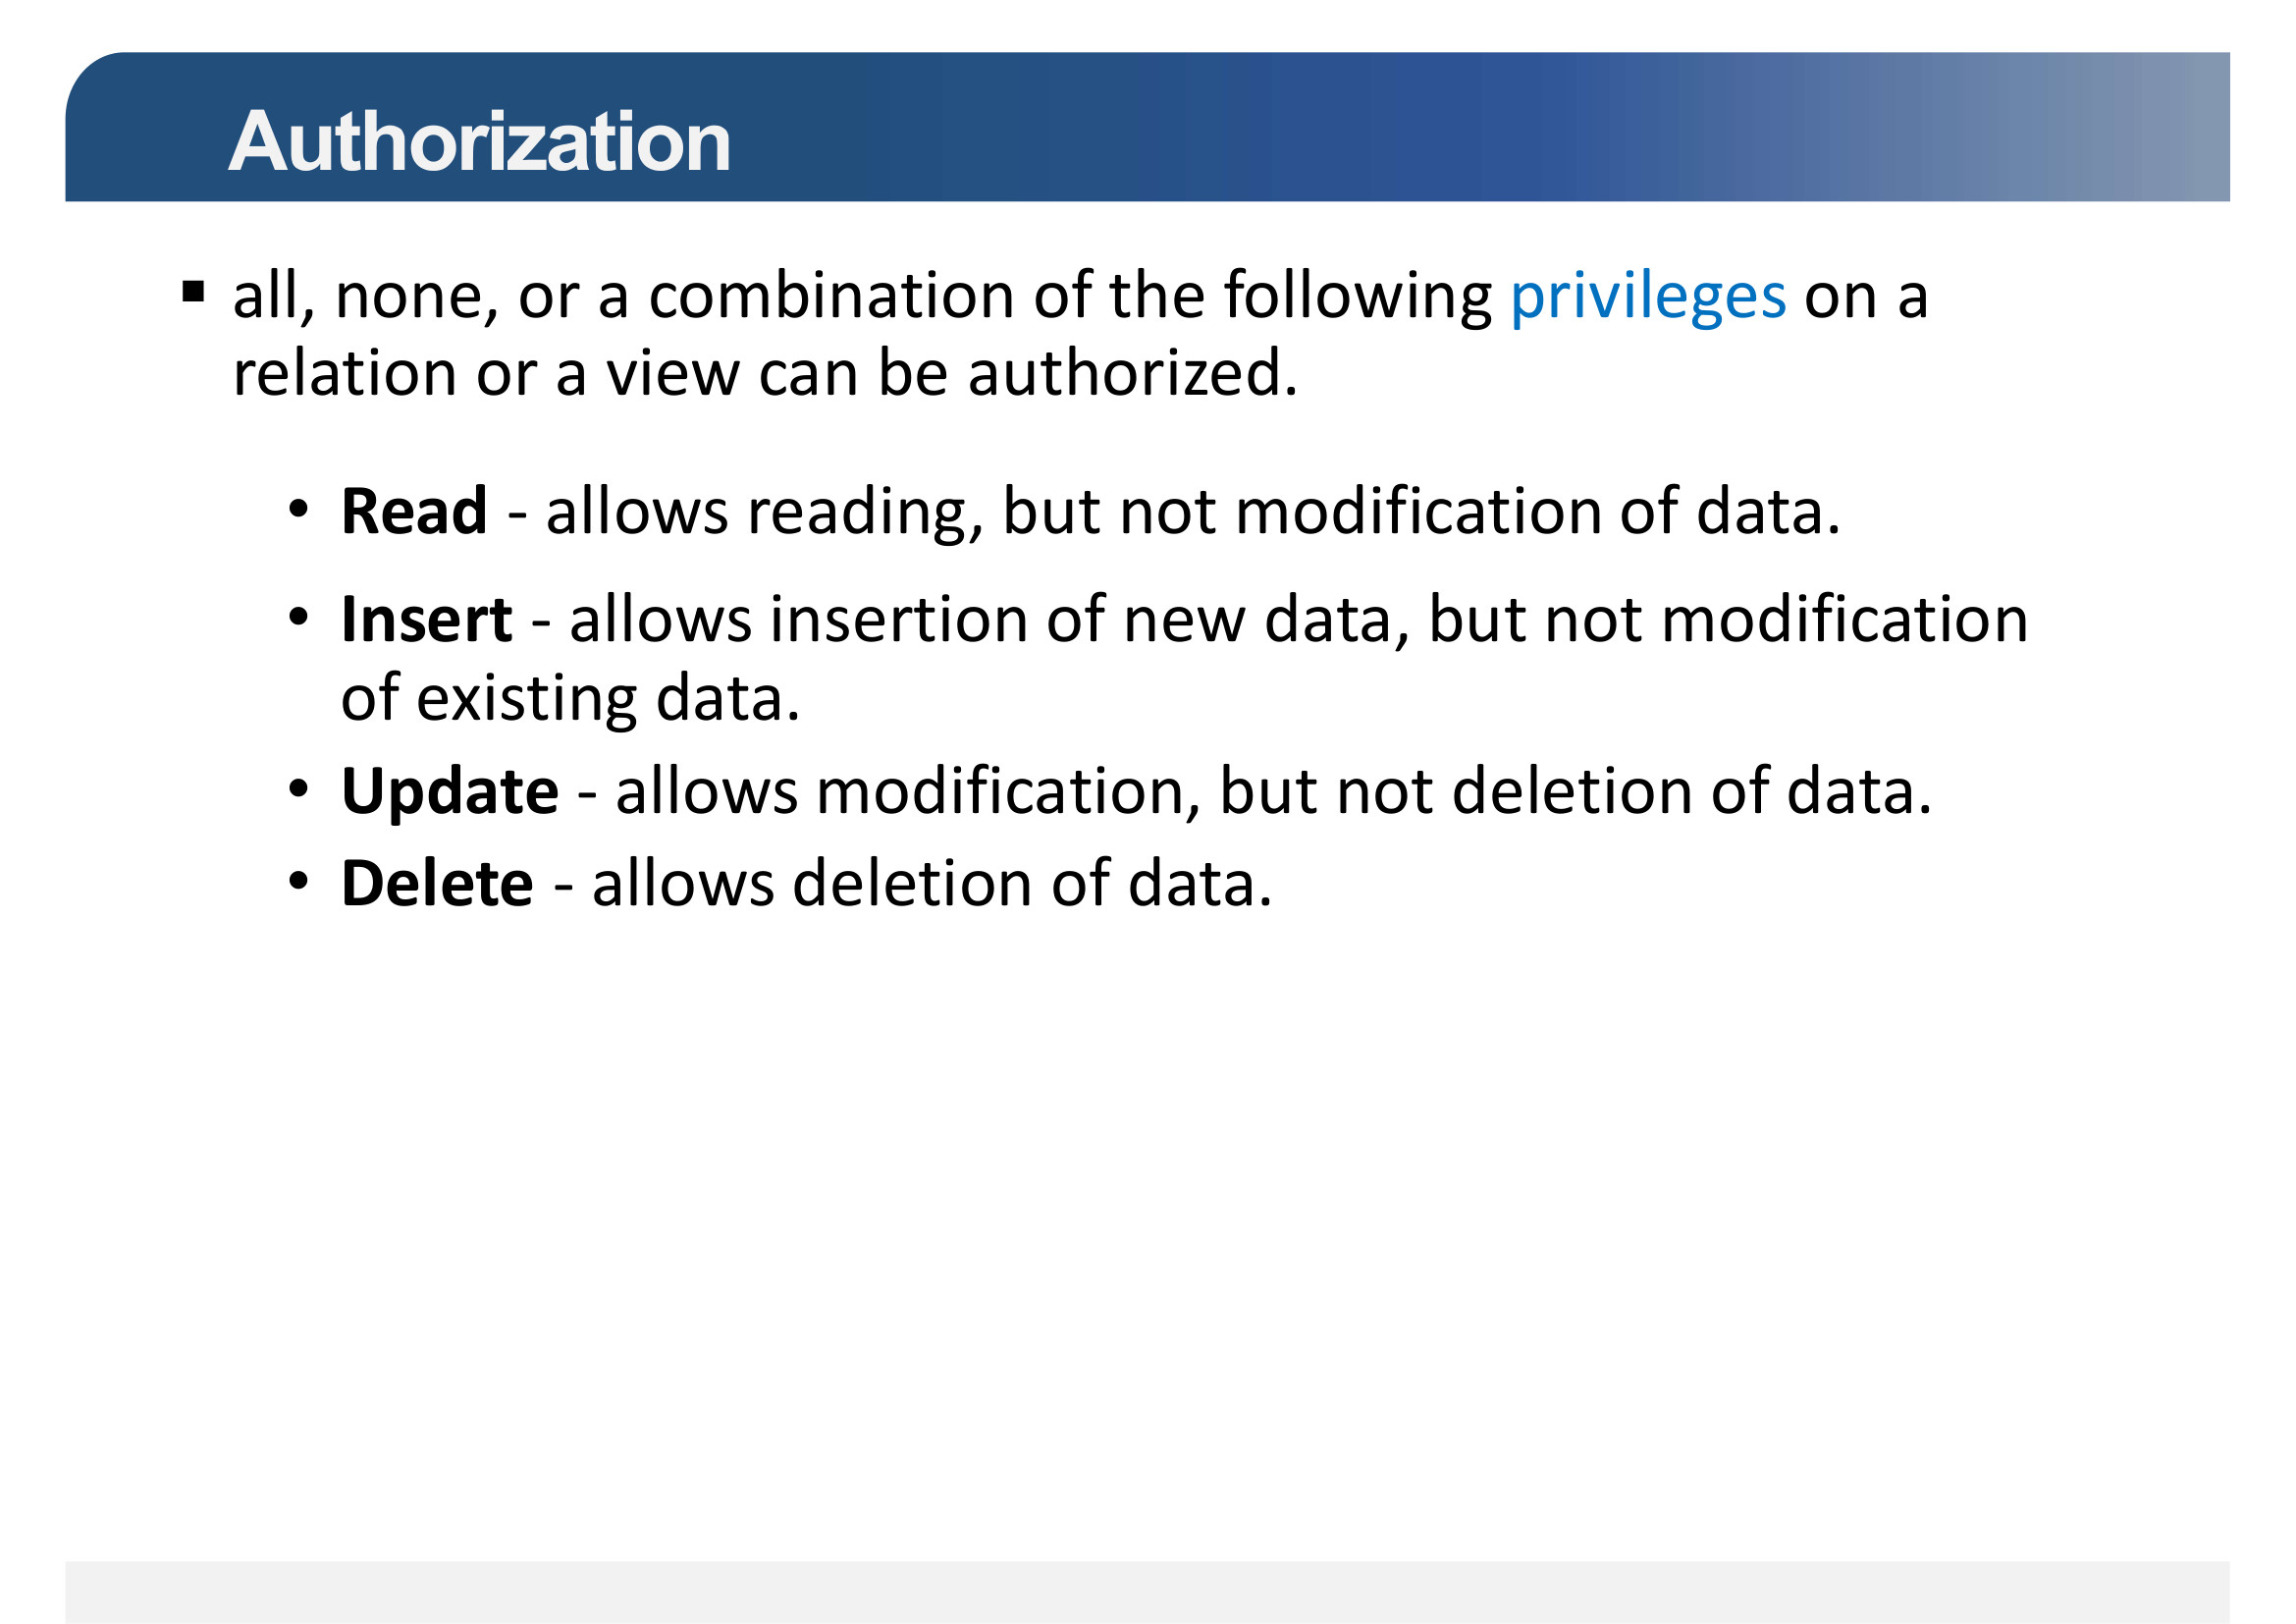 Authorization
▪ all, none, or a combination of the following privileges on a
relation or a view can be authorized.
• Read - allows reading, but not modification of data.
• Insert - allows insertion of new data, but not modification
of existing data.
• Update - allows modification, but not deletion of data.
• Delete - allows deletion of data.